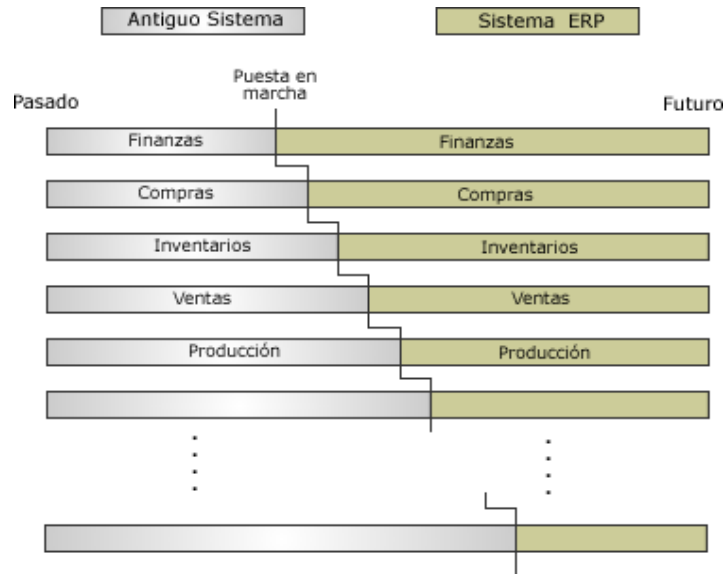 Antiguo Sistema
Sistema ERP
Puesta en
marcha
Pasado
Futuro
Finanzas
Finanzas
Compras
Compras
Inventarios
Inventarios
Ventas
Ventas
Producción
Producción